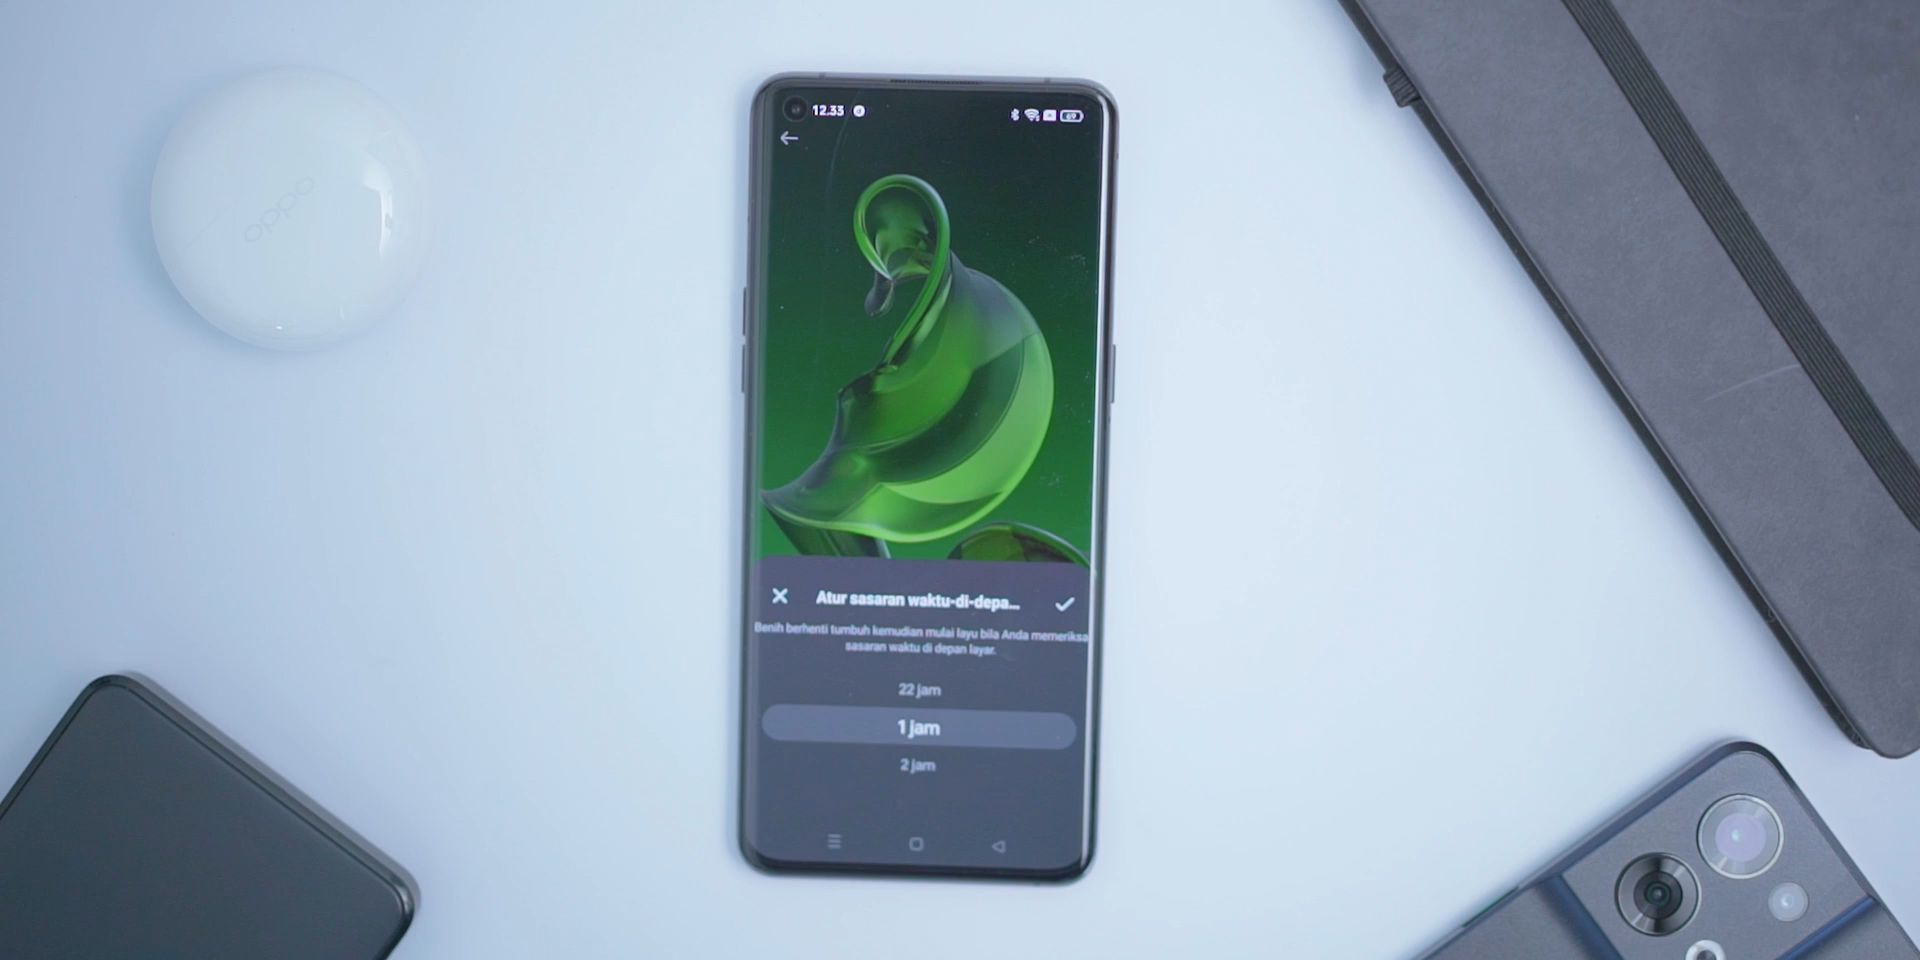 oppo
12.33
69
Atur sasaran waktu-di-depa...
Benih berhenti tumbuh kemudian mulai layu bila Anda memeriksa
sasaran waktu di depan layar.
22 jam
1 jam
2 jam